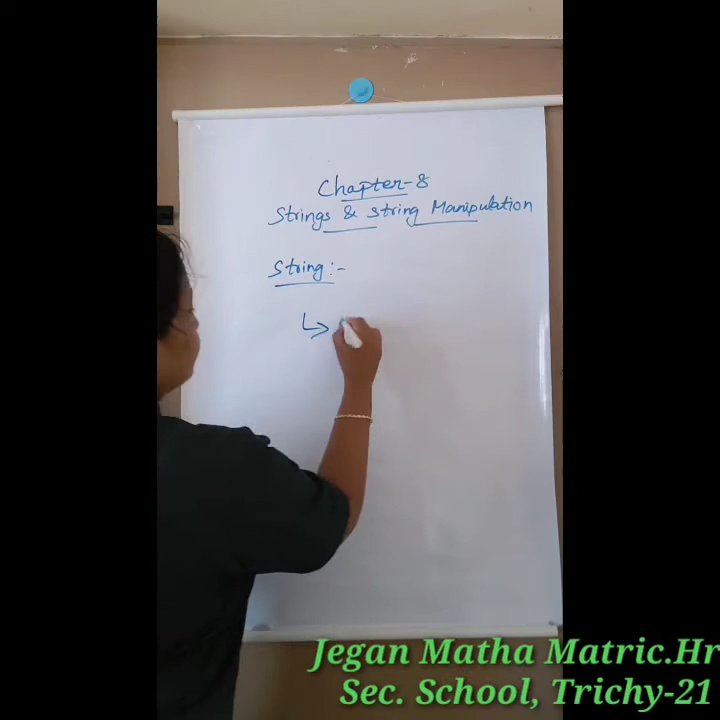 Chapter-8
Strings & string Manipulation
String:-
Jegan Matha Matric.Hr
Sec. School, Trichy-21